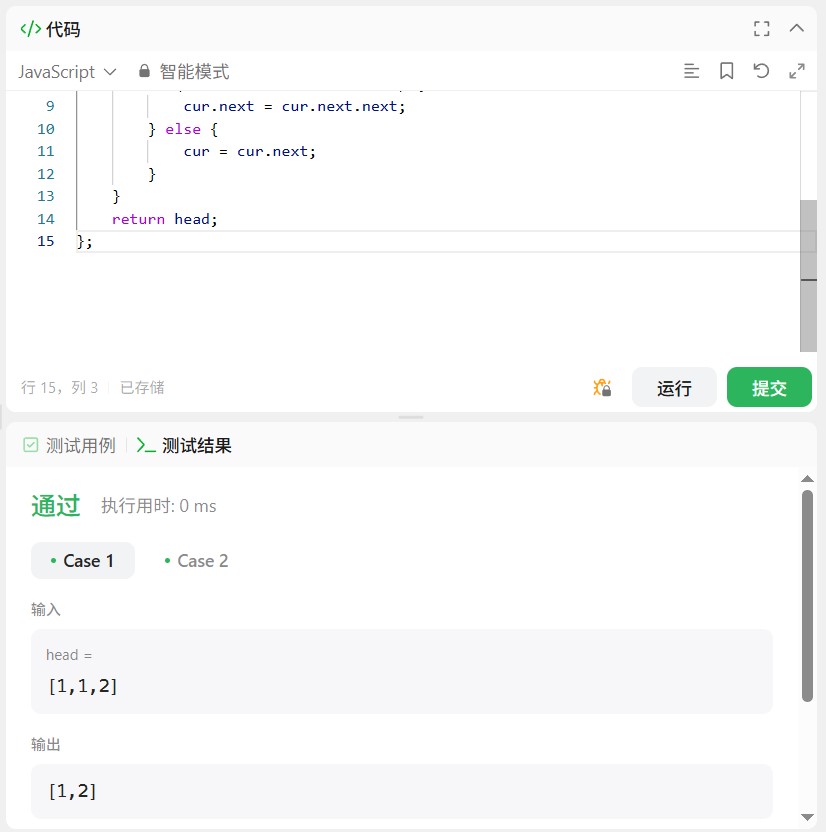 </> 代码
JavaScript 智能模式
9 cur.next = cur.next.next;
10 } else {
11 cur = cur.next;
12 }
13 }
14 return head;
15 };
行 15，列 3 已存储
运行
提交
测试用例
测试结果
通过 执行用时: 0 ms
• Case 1 • Case 2
输入
head =
[1,1,2]
输出
[1,2]